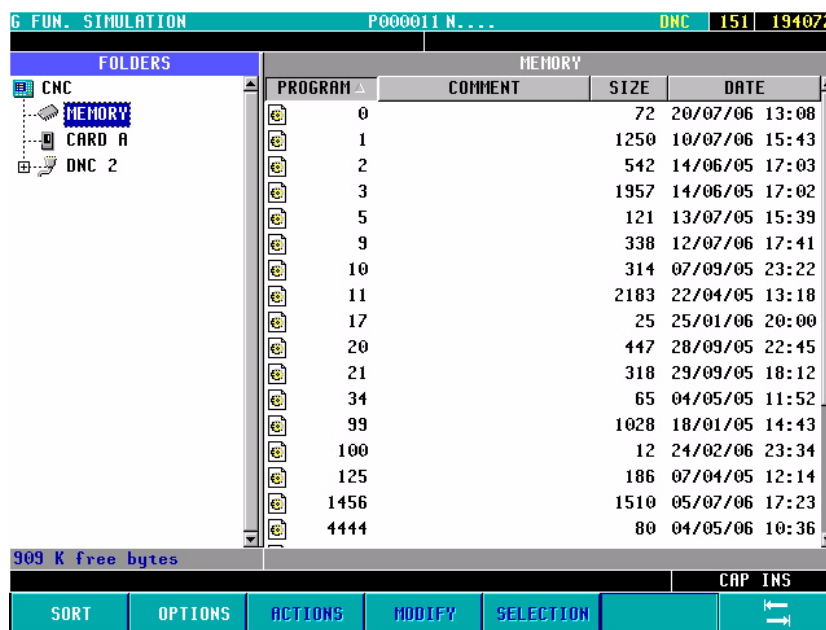 G FUN. SIMULATION P000011 N.... DNC 151 194072
FOLDERS MEMORY
CNC PROGRAM COMMENT SIZE DATE
MEMORY 0 72 20/07/06 13:08
CARD A 1 1250 10/07/06 15:43
DNC 2 2 542 14/06/05 17:03
3 1957 14/06/05 17:02
5 121 13/07/05 15:39
9 338 12/07/06 17:41
10 314 07/09/05 23:22
11 2183 22/04/05 13:18
17 25 25/01/06 20:00
20 447 28/09/05 22:45
21 318 29/09/05 18:12
34 65 04/05/05 11:52
99 1028 18/01/05 14:43
100 12 24/02/06 23:34
125 186 07/04/05 12:14
1456 1510 05/07/06 17:23
4444 80 04/05/06 10:36
909 K free bytes
CAP INS
SORT OPTIONS ACTIONS MODIFY SELECTION